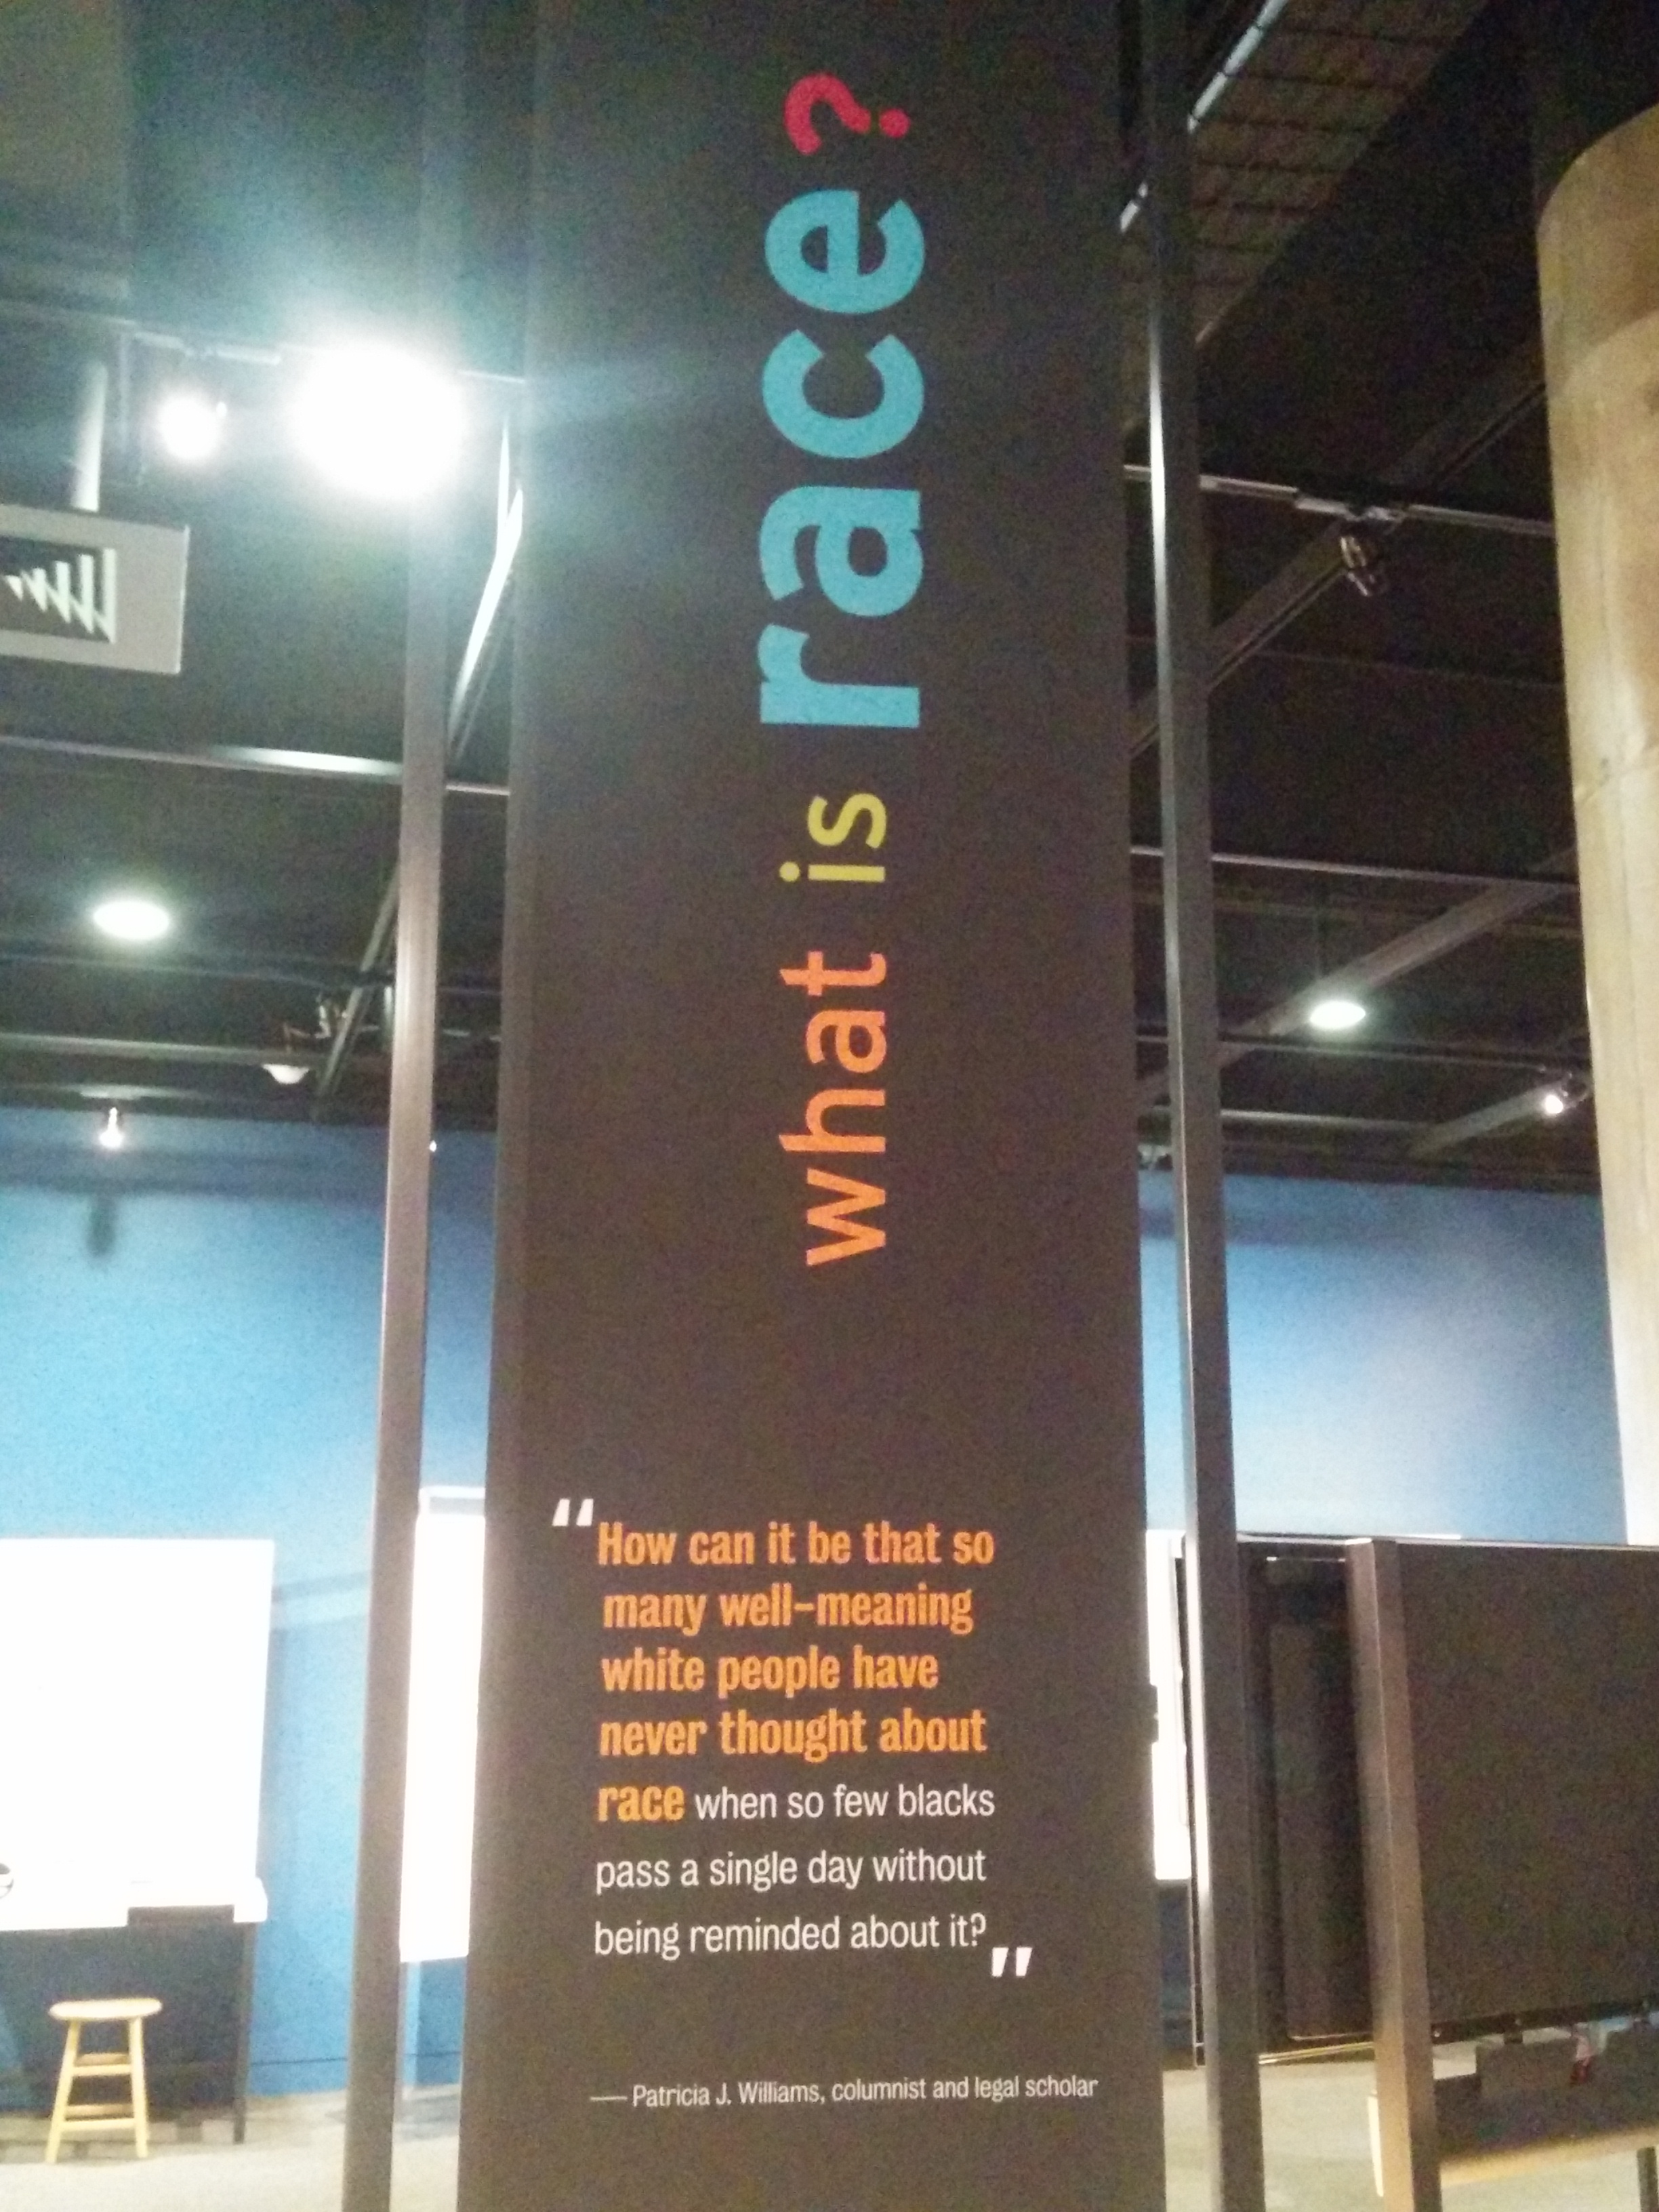 what is race?
“How can it be that so
many well-meaning
white people have
never thought about
race when so few blacks
pass a single day without
being reminded about it?”
— Patricia J. Williams, columnist and legal scholar